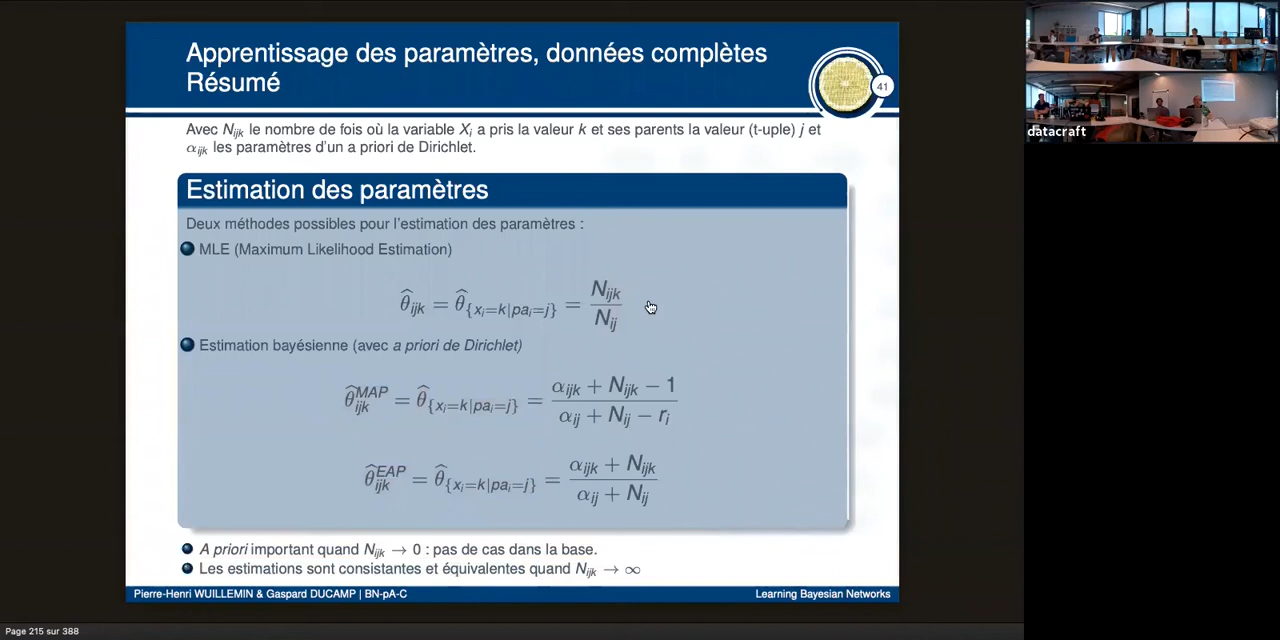 Apprentissage des paramètres, données complètes
Résumé
41
Avec N_ijk le nombre de fois où la variable X_i a pris la valeur k et ses parents la valeur (t-uple) j et
α_ijk les paramètres d'un a priori de Dirichlet.
Estimation des paramètres
Deux méthodes possibles pour l'estimation des paramètres :
MLE (Maximum Likelihood Estimation)
θ̂_ijk = θ̂_{x_i=k|pa_i=j} = N_ijk / N_ij
Estimation bayésienne (avec a priori de Dirichlet)
θ̂^MAP_ijk = θ̂_{x_i=k|pa_i=j} = (α_ijk + N_ijk − 1) / (α_ij + N_ij − r_i)
θ̂^EAP_ijk = θ̂_{x_i=k|pa_i=j} = (α_ijk + N_ijk) / (α_ij + N_ij)
A priori important quand N_ijk → 0 : pas de cas dans la base.
Les estimations sont consistantes et équivalentes quand N_ijk → ∞
Pierre-Henri WUILLEMIN & Gaspard DUCAMP | BN-pA-C
Learning Bayesian Networks
Page 215 sur 388
datacraft